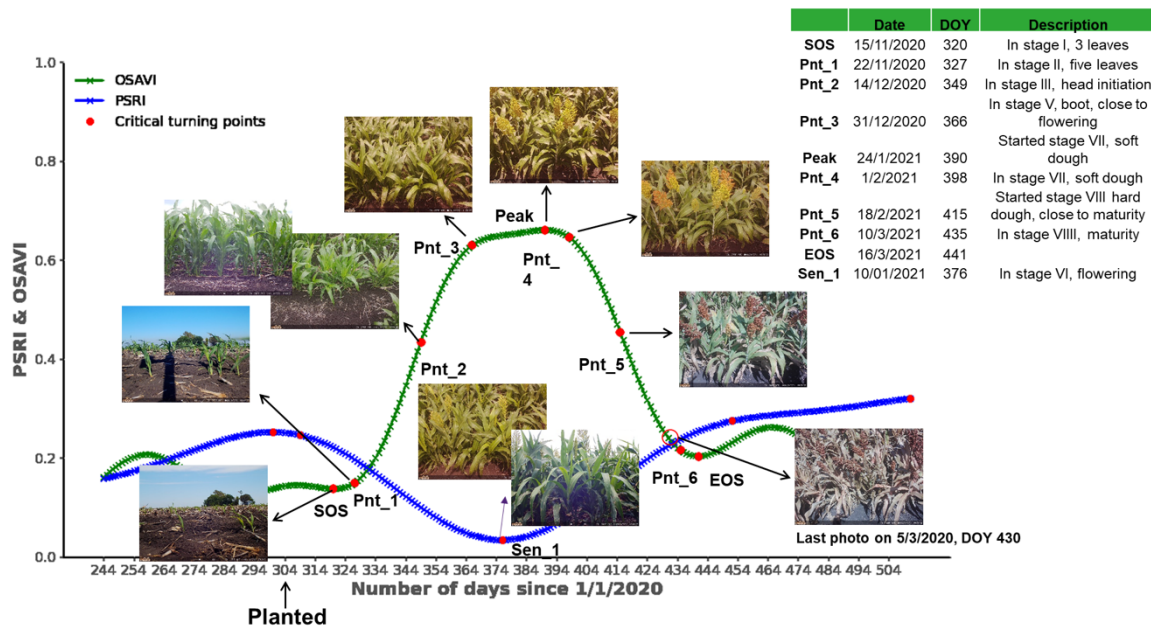 Date DOY Description
SOS 15/11/2020 320 In stage I, 3 leaves
Pnt_1 22/11/2020 327 In stage II, five leaves
Pnt_2 14/12/2020 349 In stage III, head initiation
Pnt_3 31/12/2020 366 In stage V, boot, close to
flowering
Peak 24/1/2021 390 Started stage VII, soft
dough
Pnt_4 1/2/2021 398 In stage VII, soft dough
Pnt_5 18/2/2021 415 Started stage VIII hard
dough, close to maturity
Pnt_6 10/3/2021 435 In stage VIIII, maturity
EOS 16/3/2021 441
Sen_1 10/01/2021 376 In stage VI, flowering
PSRI & OSAVI
1.0
0.8
0.6
0.4
0.2
0.0
OSAVI
PSRI
Critical turning points
Peak
Pnt_3
Pnt_
4
Pnt_2
Pnt_5
Pnt_1
SOS
Pnt_6
EOS
Sen_1
Last photo on 5/3/2020, DOY 430
244 254 264 274 284 294 304 314 324 334 344 354 364 374 384 394 404 414 424 434 444 454 464 474 484 494 504
Number of days since 1/1/2020
Planted